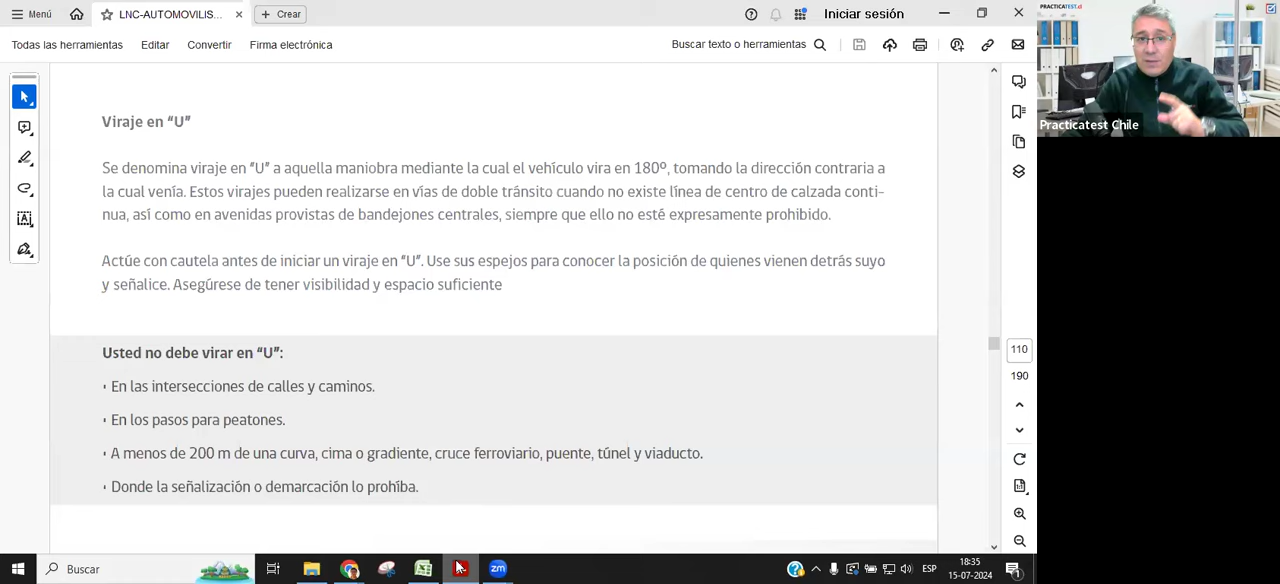 Menú
LNC-AUTOMOVILIS...
Crear
Iniciar sesión
Todas las herramientas
Editar
Convertir
Firma electrónica
Buscar texto o herramientas
PRACTICATEST.cl
Practicatest Chile
Viraje en “U”
Se denomina viraje en “U” a aquella maniobra mediante la cual el vehículo vira en 180º, tomando la dirección contraria a
la cual venía. Estos virajes pueden realizarse en vías de doble tránsito cuando no existe línea de centro de calzada conti-
nua, así como en avenidas provistas de bandejones centrales, siempre que ello no esté expresamente prohibido.
Actúe con cautela antes de iniciar un viraje en “U”. Use sus espejos para conocer la posición de quienes vienen detrás suyo
y señalice. Asegúrese de tener visibilidad y espacio suficiente
Usted no debe virar en “U”:
• En las intersecciones de calles y caminos.
• En los pasos para peatones.
• A menos de 200 m de una curva, cima o gradiente, cruce ferroviario, puente, túnel y viaducto.
• Donde la señalización o demarcación lo prohíba.
110
190
Buscar
zm
ESP
18:35
15-07-2024
1